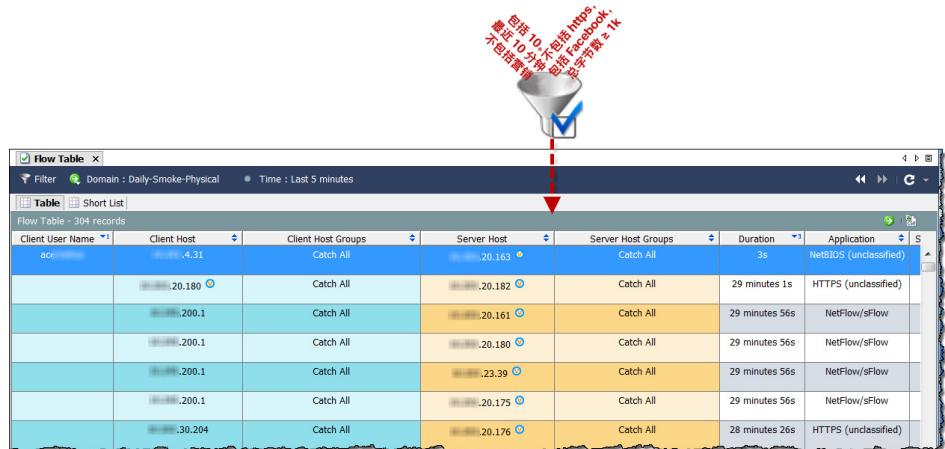 包括 10。不包括 https，
最近 10 分钟 包括 Facebook，
不包括营销 总字节数 ≥ 1k
Flow Table ×
Filter Domain : Daily-Smoke-Physical Time : Last 5 minutes
Table Short List
Flow Table - 304 records
Client User Name 1 Client Host Client Host Groups Server Host Server Host Groups Duration 3 Application S
.4.31 Catch All .20.163 Catch All 3s NetBIOS (unclassified)
.20.180 Catch All .20.182 Catch All 29 minutes 1s HTTPS (unclassified)
.200.1 Catch All .20.161 Catch All 29 minutes 56s NetFlow/sFlow
.200.1 Catch All .20.180 Catch All 29 minutes 56s NetFlow/sFlow
.200.1 Catch All .23.39 Catch All 29 minutes 56s NetFlow/sFlow
.200.1 Catch All .20.175 Catch All 29 minutes 56s NetFlow/sFlow
.30.204 Catch All .20.176 Catch All 28 minutes 26s HTTPS (unclassified)